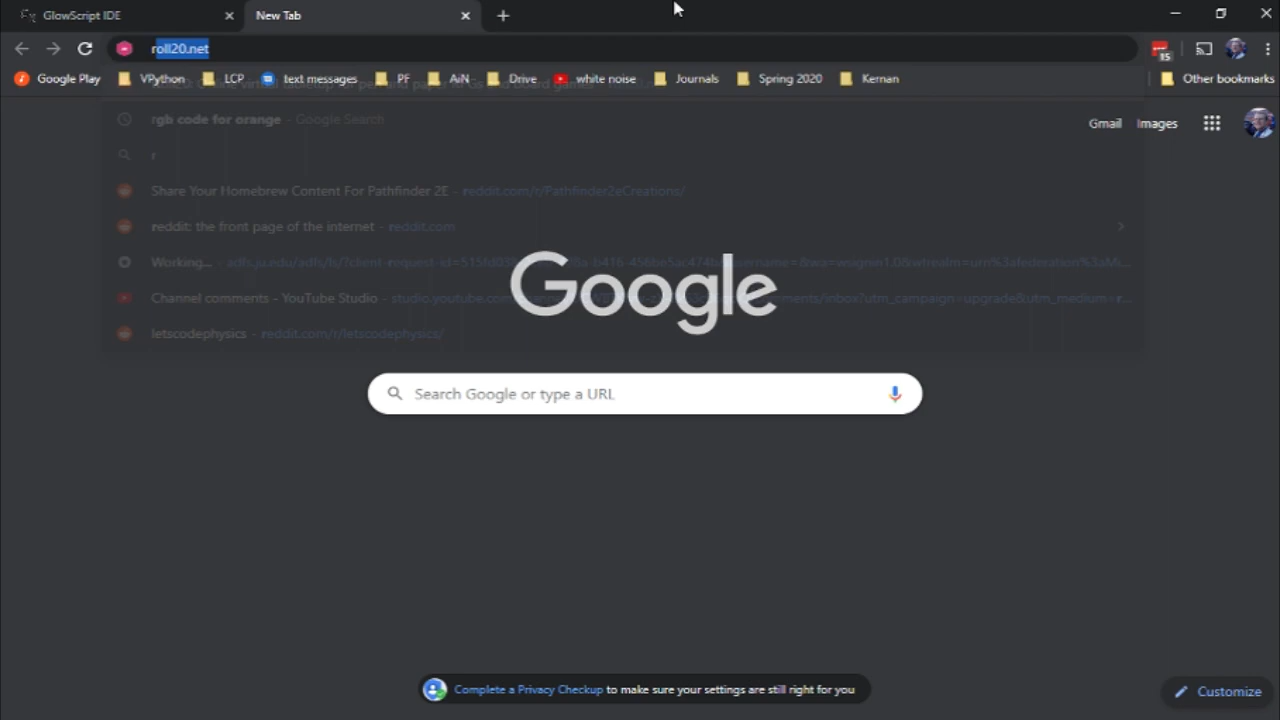 GlowScript IDE
New Tab
roll20.net
15
Google Play
VPython
LCP
text messages
PF
AiN
Drive
white noise
Journals
Spring 2020
Kernan
Other bookmarks
rgb code for orange - Google Search
Gmail
Images
r
Share Your Homebrew Content For Pathfinder 2E - reddit.com/r/Pathfinder2eCreations/
reddit: the front page of the internet - reddit.com
Working...
Channel comments - YouTube Studio - studio.youtube.com
letscodephysics - reddit.com/r/letscodephysics/
Google
Search Google or type a URL
Complete a Privacy Checkup to make sure your settings are still right for you
Customize